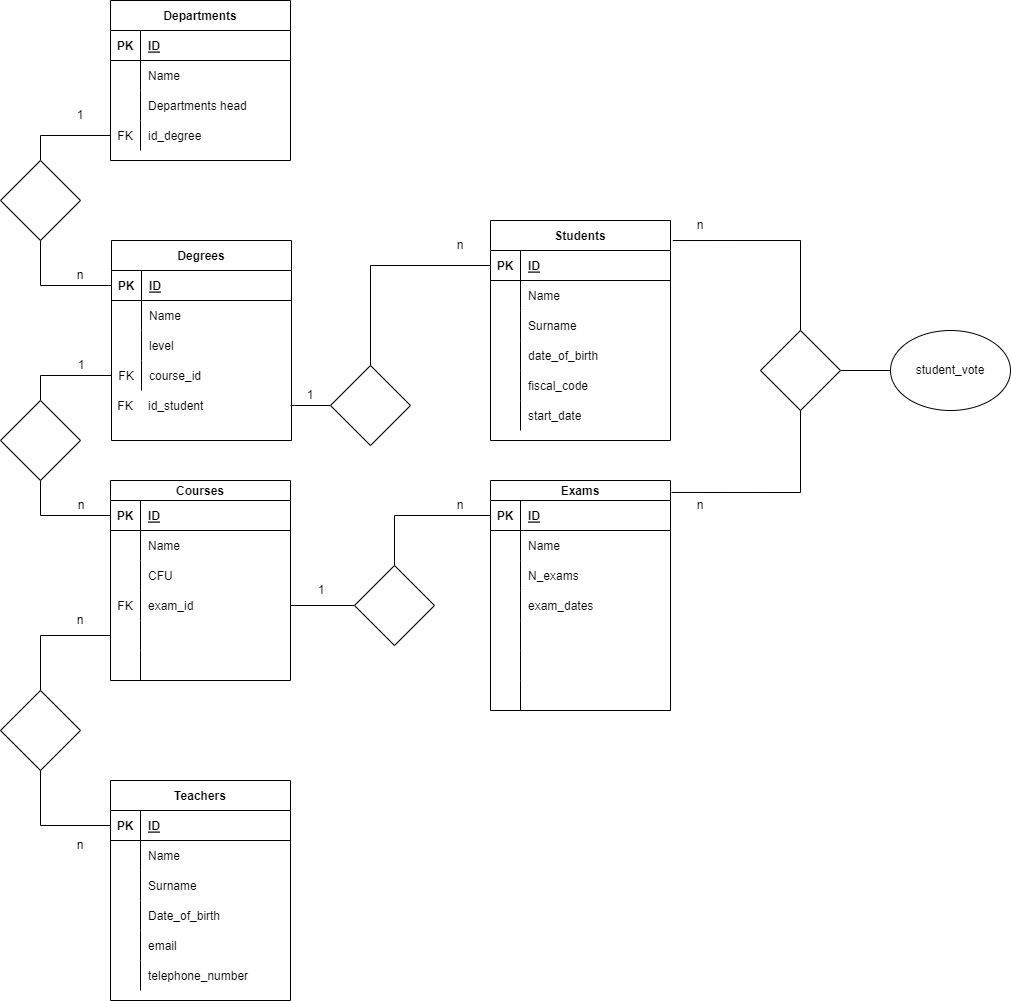 Departments
PK ID
Name
Departments head
FK id_degree
1
n
Degrees
PK ID
Name
level
FK course_id
FK id_student
1
n
1
n
Students
PK ID
Name
Surname
date_of_birth
fiscal_code
start_date
n
student_vote
n
Courses
PK ID
Name
CFU
FK exam_id
1
n
Exams
PK ID
Name
N_exams
exam_dates
n
n
Teachers
PK ID
Name
Surname
Date_of_birth
email
telephone_number